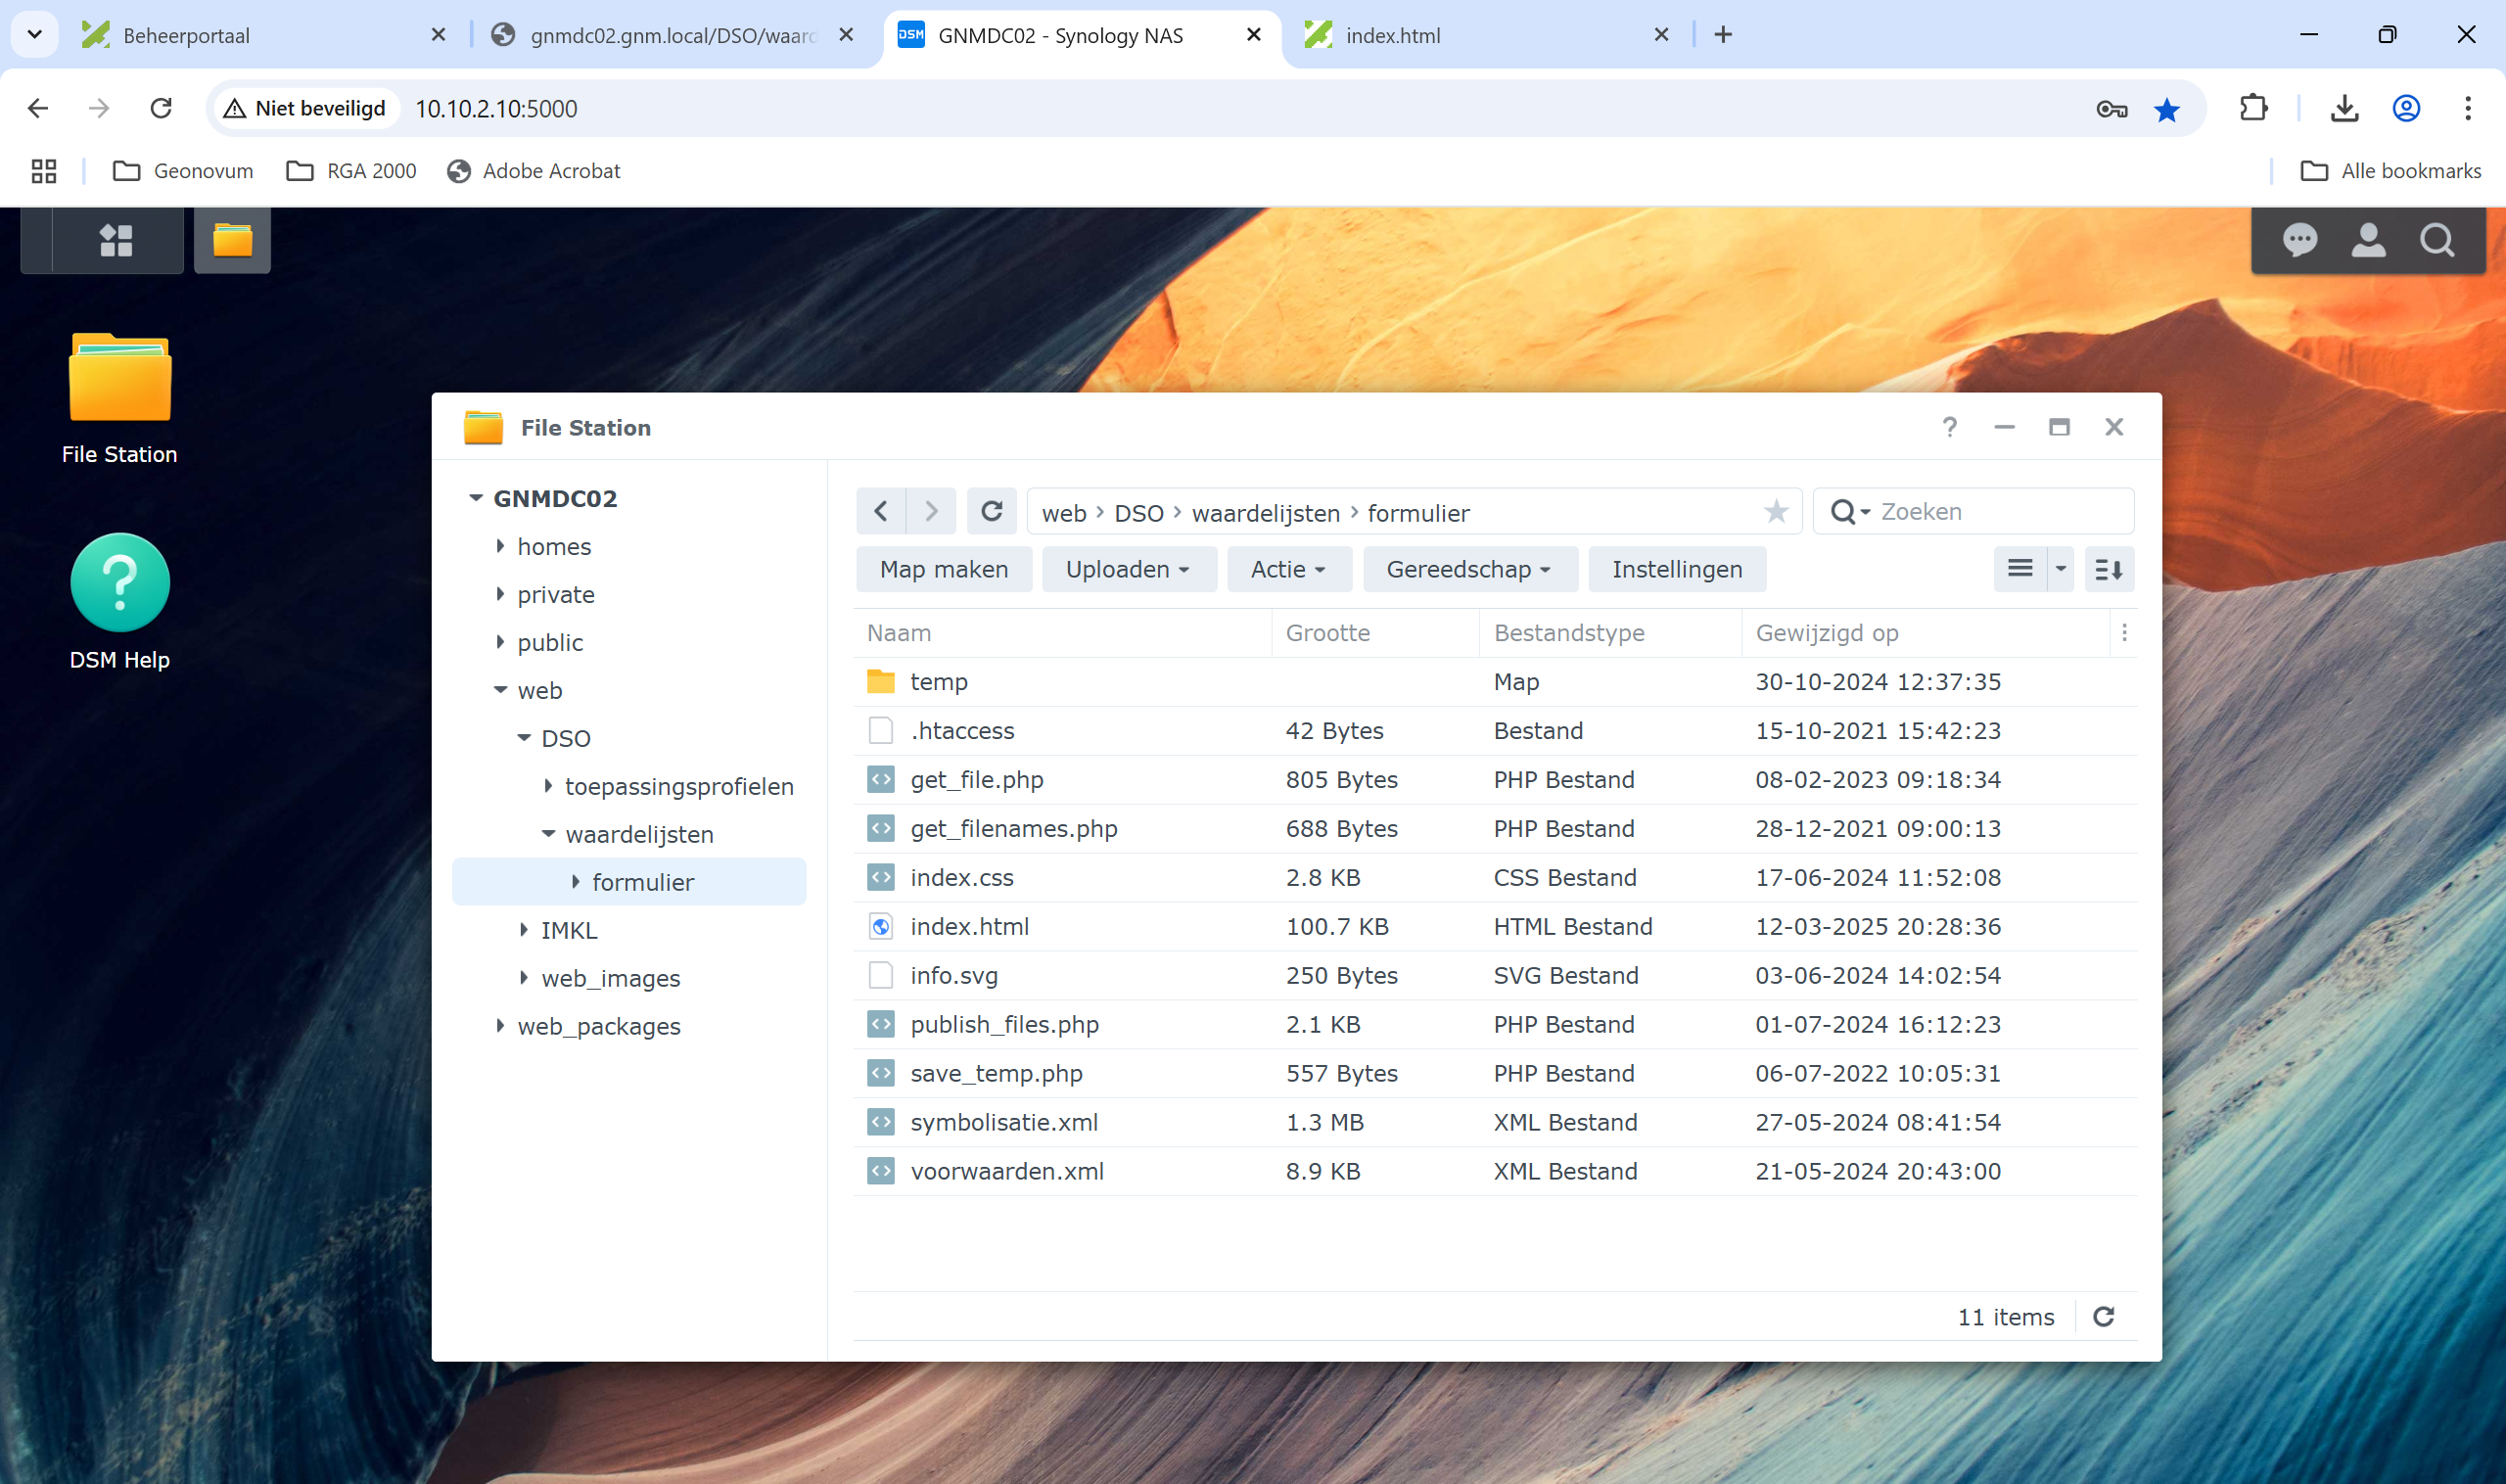 Beheerportaal
gnmdc02.gnm.local/DSO/waard
DSM GNMDC02 - Synology NAS
index.html
Niet beveiligd 10.10.2.10:5000
Geonovum RGA 2000 Adobe Acrobat Alle bookmarks
File Station
DSM Help
File Station
GNMDC02
homes
private
public
web
DSO
toepassingsprofielen
waardelijsten
formulier
IMKL
web_images
web_packages
web DSO waardelijsten formulier
Zoeken
Map maken Uploaden Actie Gereedschap Instellingen
Naam Grootte Bestandstype Gewijzigd op
temp Map 30-10-2024 12:37:35
.htaccess 42 Bytes Bestand 15-10-2021 15:42:23
get_file.php 805 Bytes PHP Bestand 08-02-2023 09:18:34
get_filenames.php 688 Bytes PHP Bestand 28-12-2021 09:00:13
index.css 2.8 KB CSS Bestand 17-06-2024 11:52:08
index.html 100.7 KB HTML Bestand 12-03-2025 20:28:36
info.svg 250 Bytes SVG Bestand 03-06-2024 14:02:54
publish_files.php 2.1 KB PHP Bestand 01-07-2024 16:12:23
save_temp.php 557 Bytes PHP Bestand 06-07-2022 10:05:31
symbolisatie.xml 1.3 MB XML Bestand 27-05-2024 08:41:54
voorwaarden.xml 8.9 KB XML Bestand 21-05-2024 20:43:00
11 items